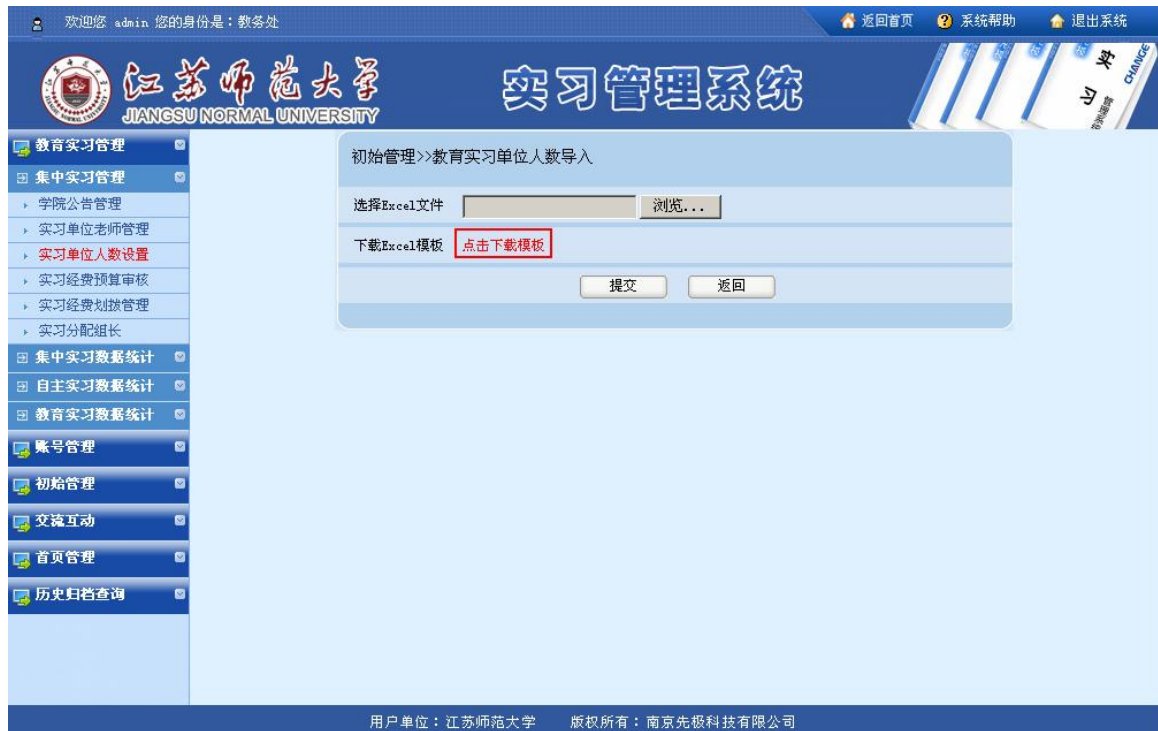 欢迎您 admin 您的身份是：教务处
返回首页 系统帮助 退出系统
江苏师范大学
JIANGSU NORMAL UNIVERSITY
实习管理系统
实习
管理系统
CHANGE
教育实习管理
集中实习管理
学院公告管理
实习单位老师管理
实习单位人数设置
实习经费预算审核
实习经费划拨管理
实习分配组长
集中实习数据统计
自主实习数据统计
教育实习数据统计
账号管理
初始管理
交流互动
首页管理
历史归档查询
初始管理>>教育实习单位人数导入
选择Excel文件 浏览...
下载Excel模板 点击下载模板
提交 返回
用户单位：江苏师范大学 版权所有：南京先极科技有限公司